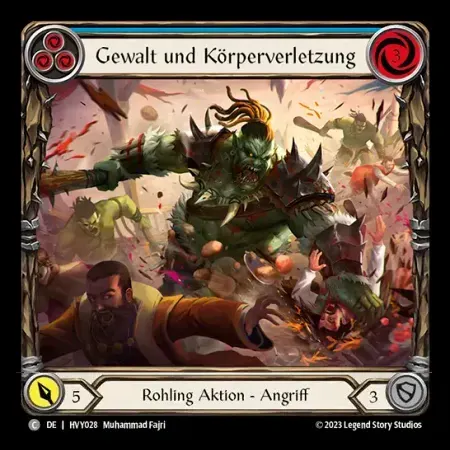 Gewalt und Körperverletzung
3
5
Rohling Aktion - Angriff
3
C DE | HVY028 Muhammad Fajri
© 2023 Legend Story Studios